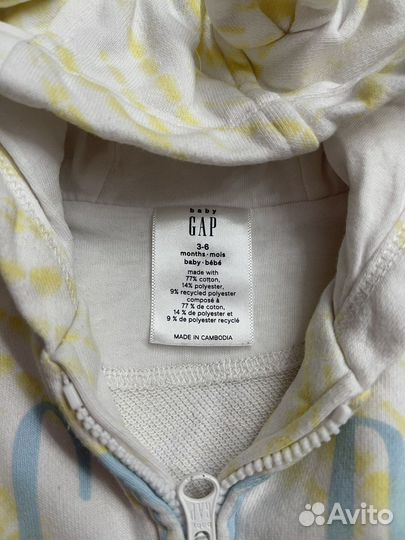 baby
GAP
3-6
months · mois
baby · bébé
made with
77% cotton,
14% polyester,
9% recycled polyester
composé à
77 % de coton,
14 % de polyester et
9 % de polyester recyclé
MADE IN CAMBODIA
Avito